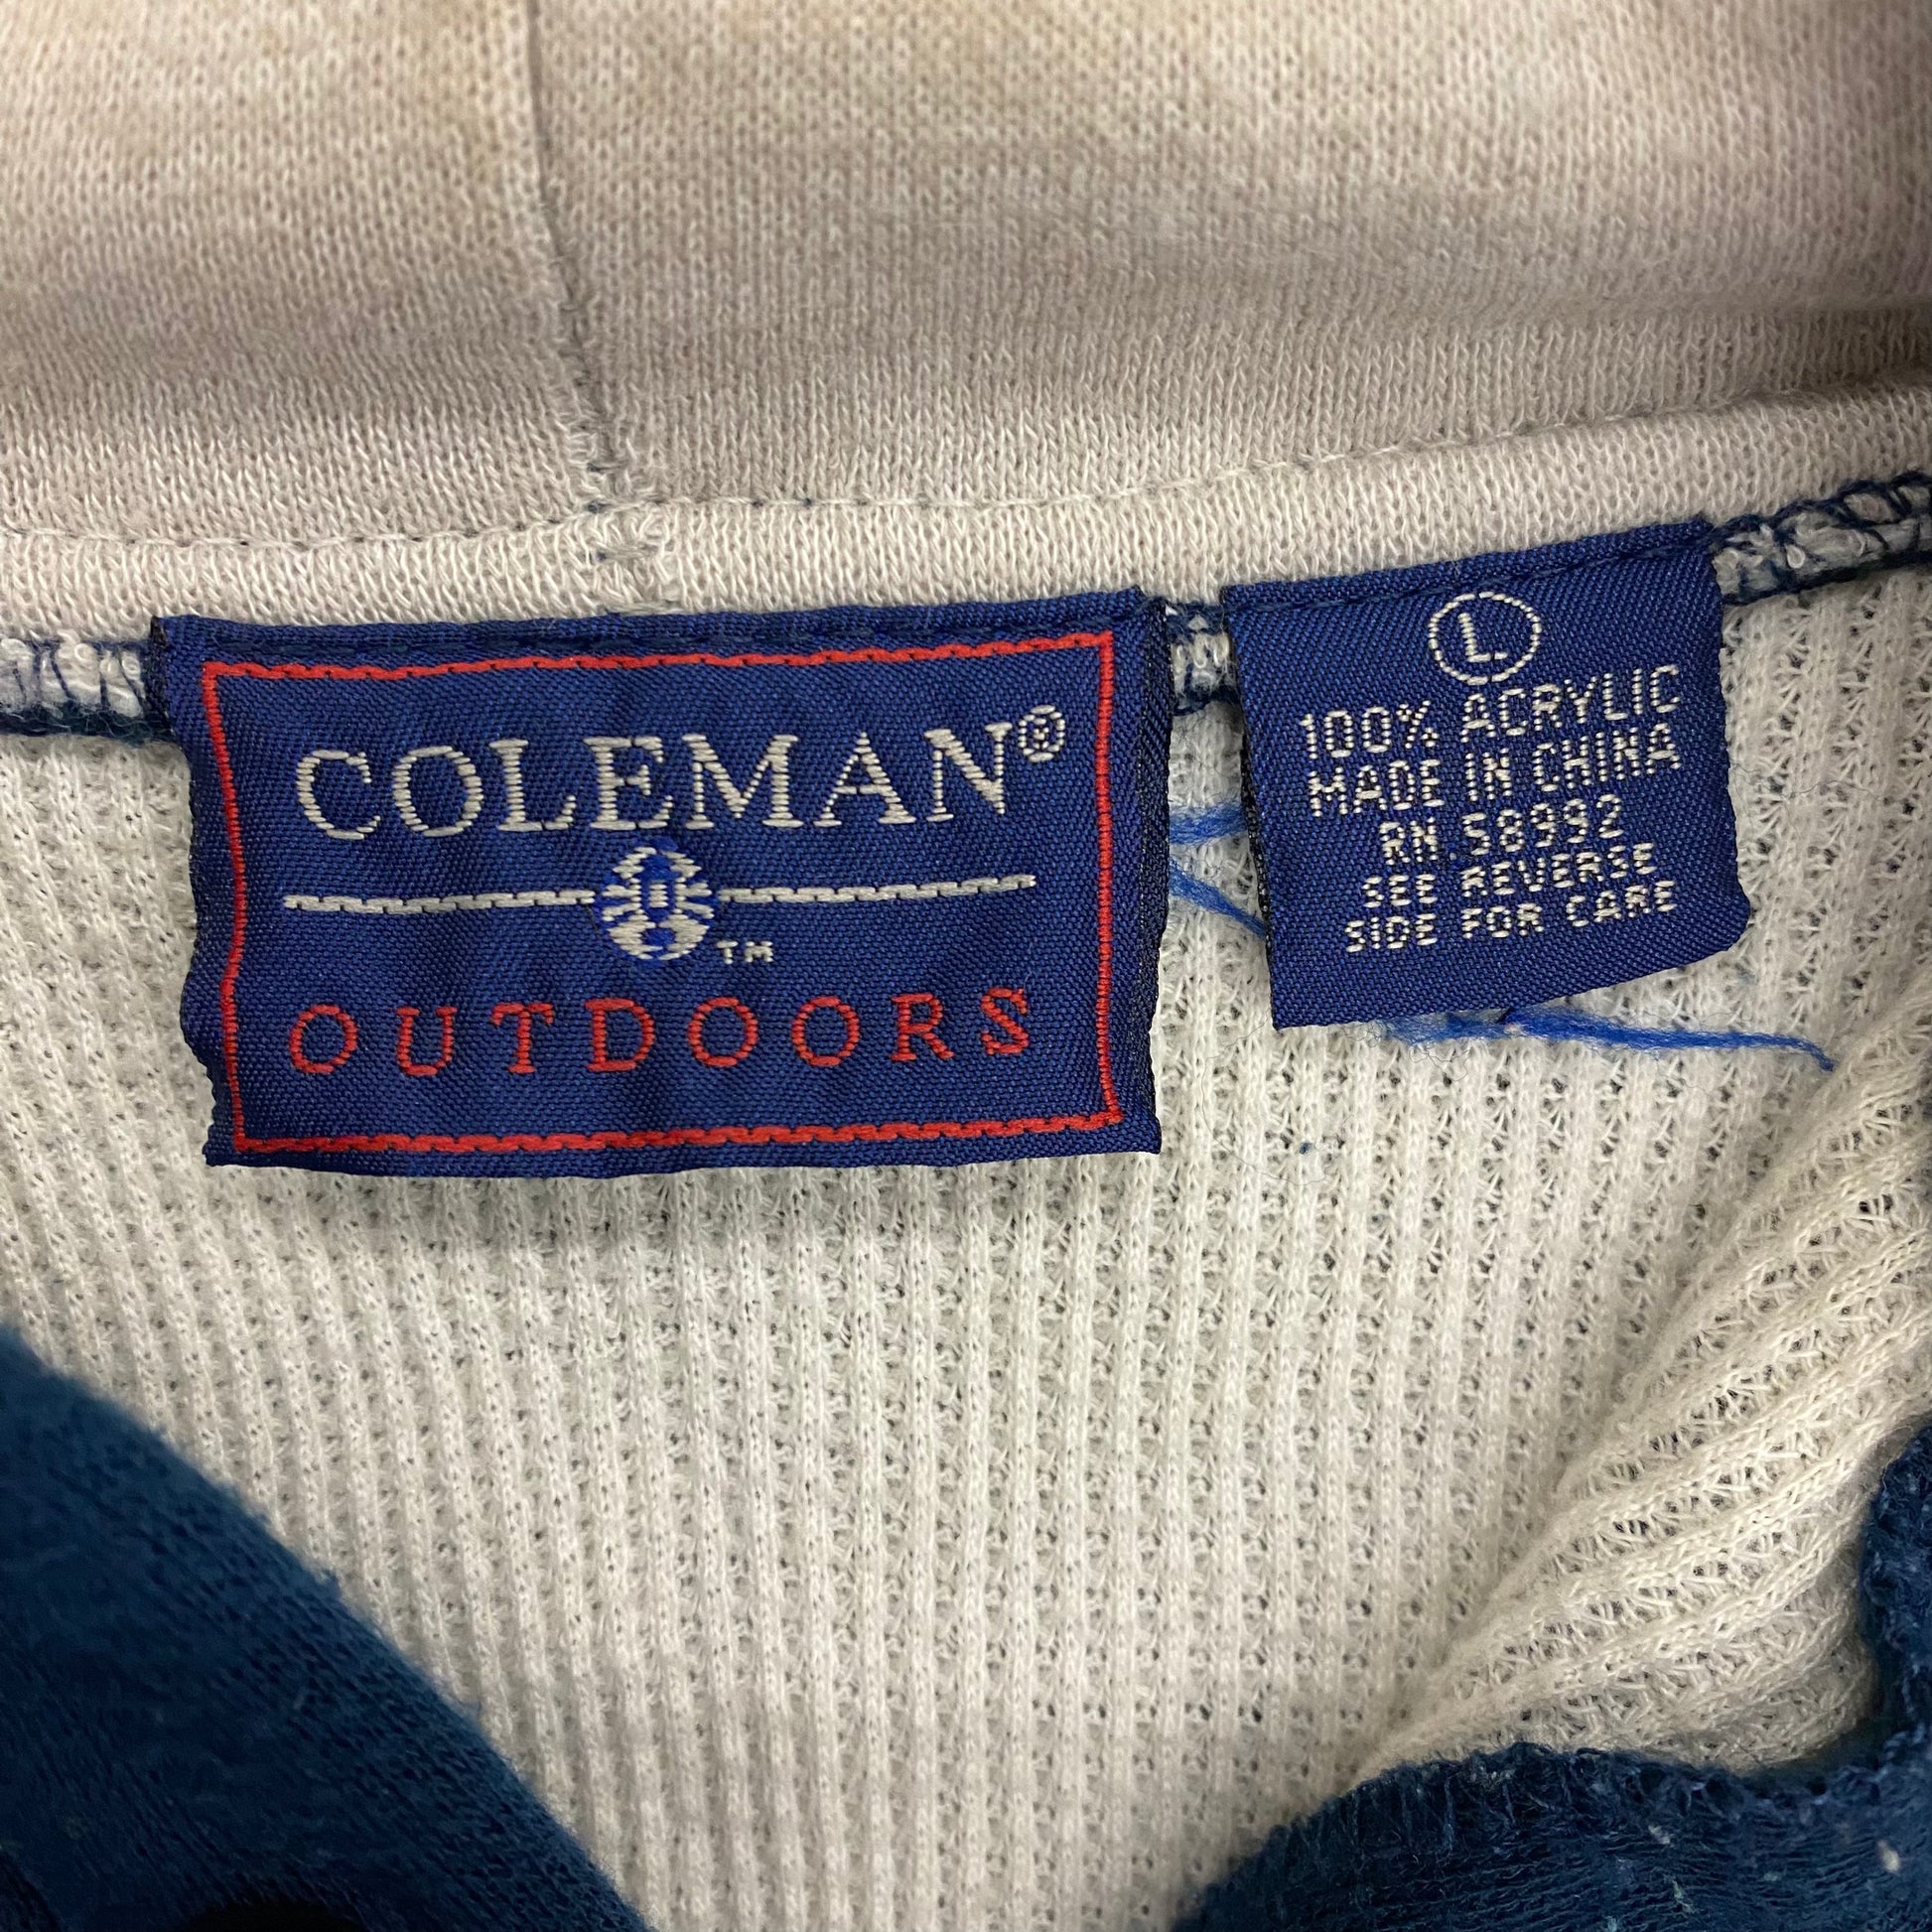 COLEMAN®
TM
OUTDOORS
L
100% ACRYLIC
MADE IN CHINA
RN.58992
SEE REVERSE
SIDE FOR CARE